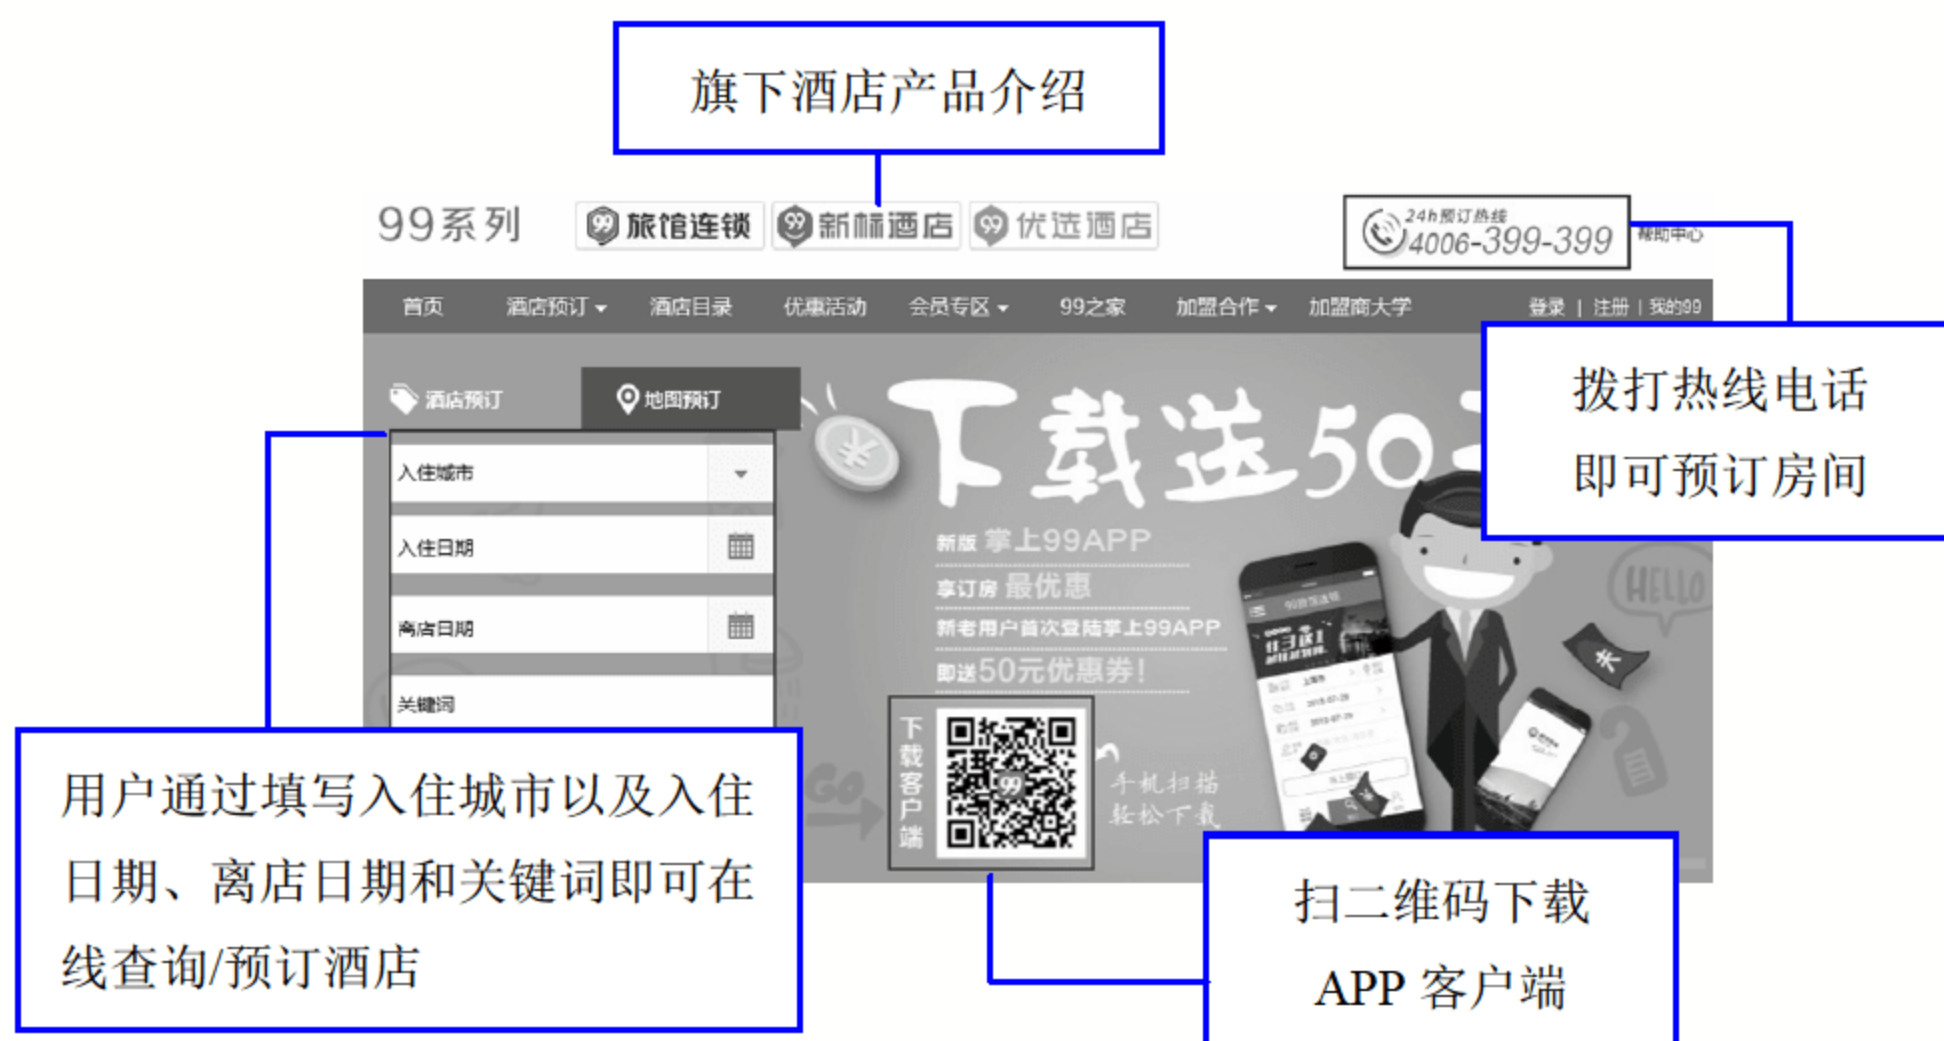 旗下酒店产品介绍
99系列
99 旅馆连锁
99 新标酒店
99 优选酒店
24h预订热线
4006-399-399
帮助中心
首页 酒店预订 酒店目录 优惠活动 会员专区 99之家 加盟合作 加盟商大学 登录 | 注册 | 我的99
拨打热线电话
即可预订房间
酒店预订
地图预订
入住城市
入住日期
离店日期
关键词
下载送50
新版 掌上99APP
享订房 最优惠
新老用户首次登陆掌上99APP
即送50元优惠券!
下载客户端
99
手机扫描
轻松下载
HELLO
GO
用户通过填写入住城市以及入住
日期、离店日期和关键词即可在
线查询/预订酒店
扫二维码下载
APP 客户端